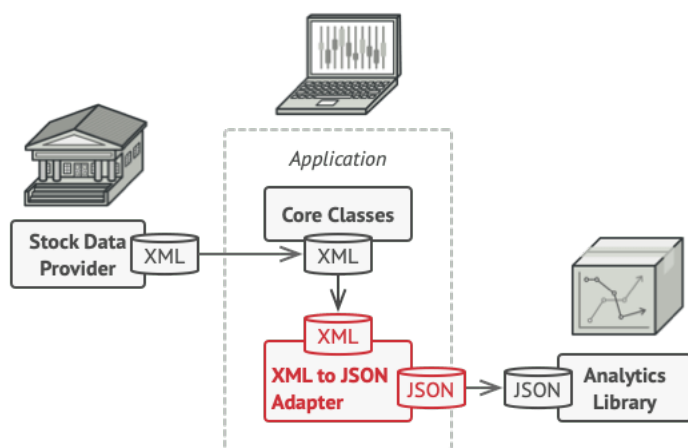 Application
Stock Data
Provider
XML
Core Classes
XML
XML
XML to JSON
Adapter
JSON
JSON
Analytics
Library